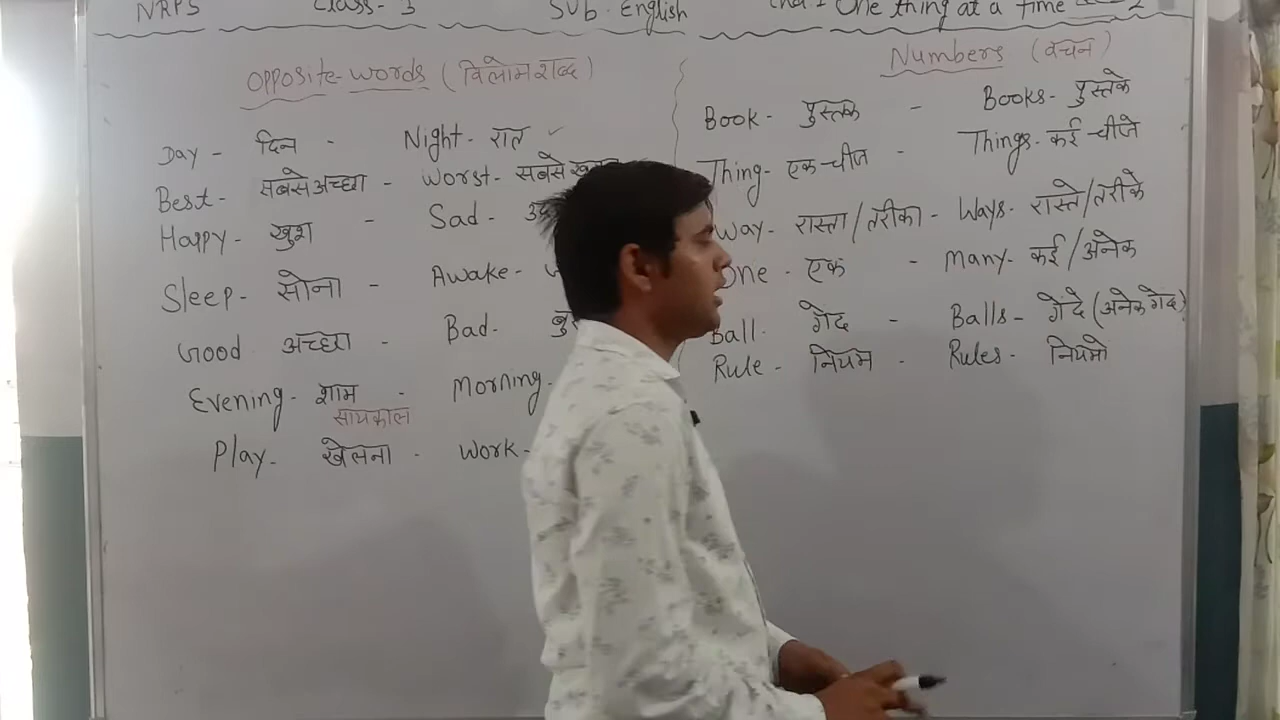 NRPS Class- 3 Sub. English One thing at a time
Opposite-words (विलोम शब्द)
Day - दिन - Night - रात ✓
Best - सबसे अच्छा - Worst - सबसे
Happy - खुश - Sad -
Sleep - सोना - Awake -
Good अच्छा - Bad -
Evening - शाम - Morning -
सायकाल
Play - खेलना - Work -
Numbers (वचन)
Book - पुस्तक - Books - पुस्तके
Thing - एक चीज - Things - कई चीजे
Way - रास्ता/तरीका - Ways - रास्ते/तरीके
One - एक - Many - कई/अनेक
Ball - गेद - Balls - गेदे (अनेक गेद)
Rule - नियम - Rules - नियमो